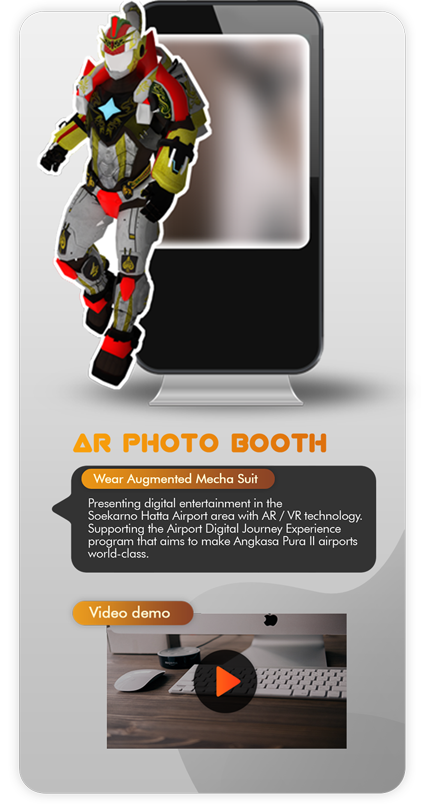 AR PHOTO BOOTH
Wear Augmented Mecha Suit
Presenting digital entertainment in the
Soekarno Hatta Airport area with AR / VR technology.
Supporting the Airport Digital Journey Experience
program that aims to make Angkasa Pura II airports
world-class.
Video demo